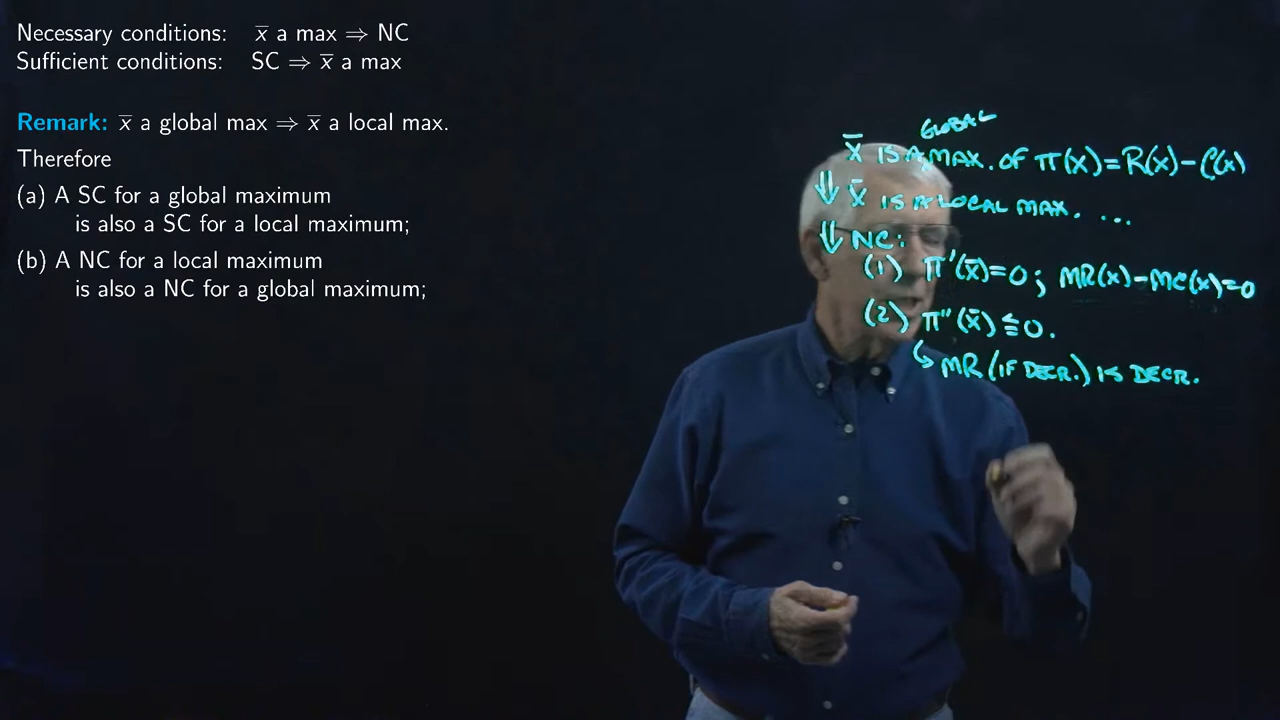 Necessary conditions: x̄ a max ⇒ NC
Sufficient conditions: SC ⇒ x̄ a max
Remark: x̄ a global max ⇒ x̄ a local max.
Therefore
(a) A SC for a global maximum
is also a SC for a local maximum;
(b) A NC for a local maximum
is also a NC for a global maximum;
GLOBAL
x̄ IS A MAX. OF π(x)=R(x)-C(x)
⇓ x̄ IS A LOCAL MAX. ...
⇓ NC:
(1) π'(x̄)=0; MR(x)-MC(x)=0
(2) π''(x̄) ≦ 0.
↳ MR (IF DECR.) IS DECR.